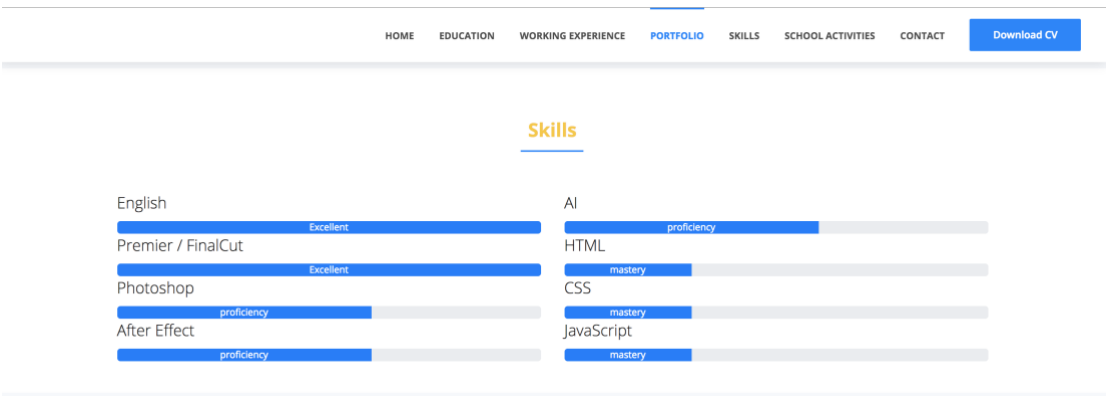 HOME EDUCATION WORKING EXPERIENCE PORTFOLIO SKILLS SCHOOL ACTIVITIES CONTACT Download CV
Skills
English
Excellent
Premier / FinalCut
Excellent
Photoshop
proficiency
After Effect
proficiency
AI
proficiency
HTML
mastery
CSS
mastery
JavaScript
mastery